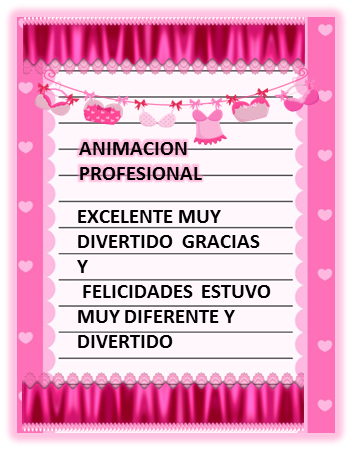 ANIMACION
PROFESIONAL
EXCELENTE MUY
DIVERTIDO GRACIAS
Y
FELICIDADES ESTUVO
MUY DIFERENTE Y
DIVERTIDO